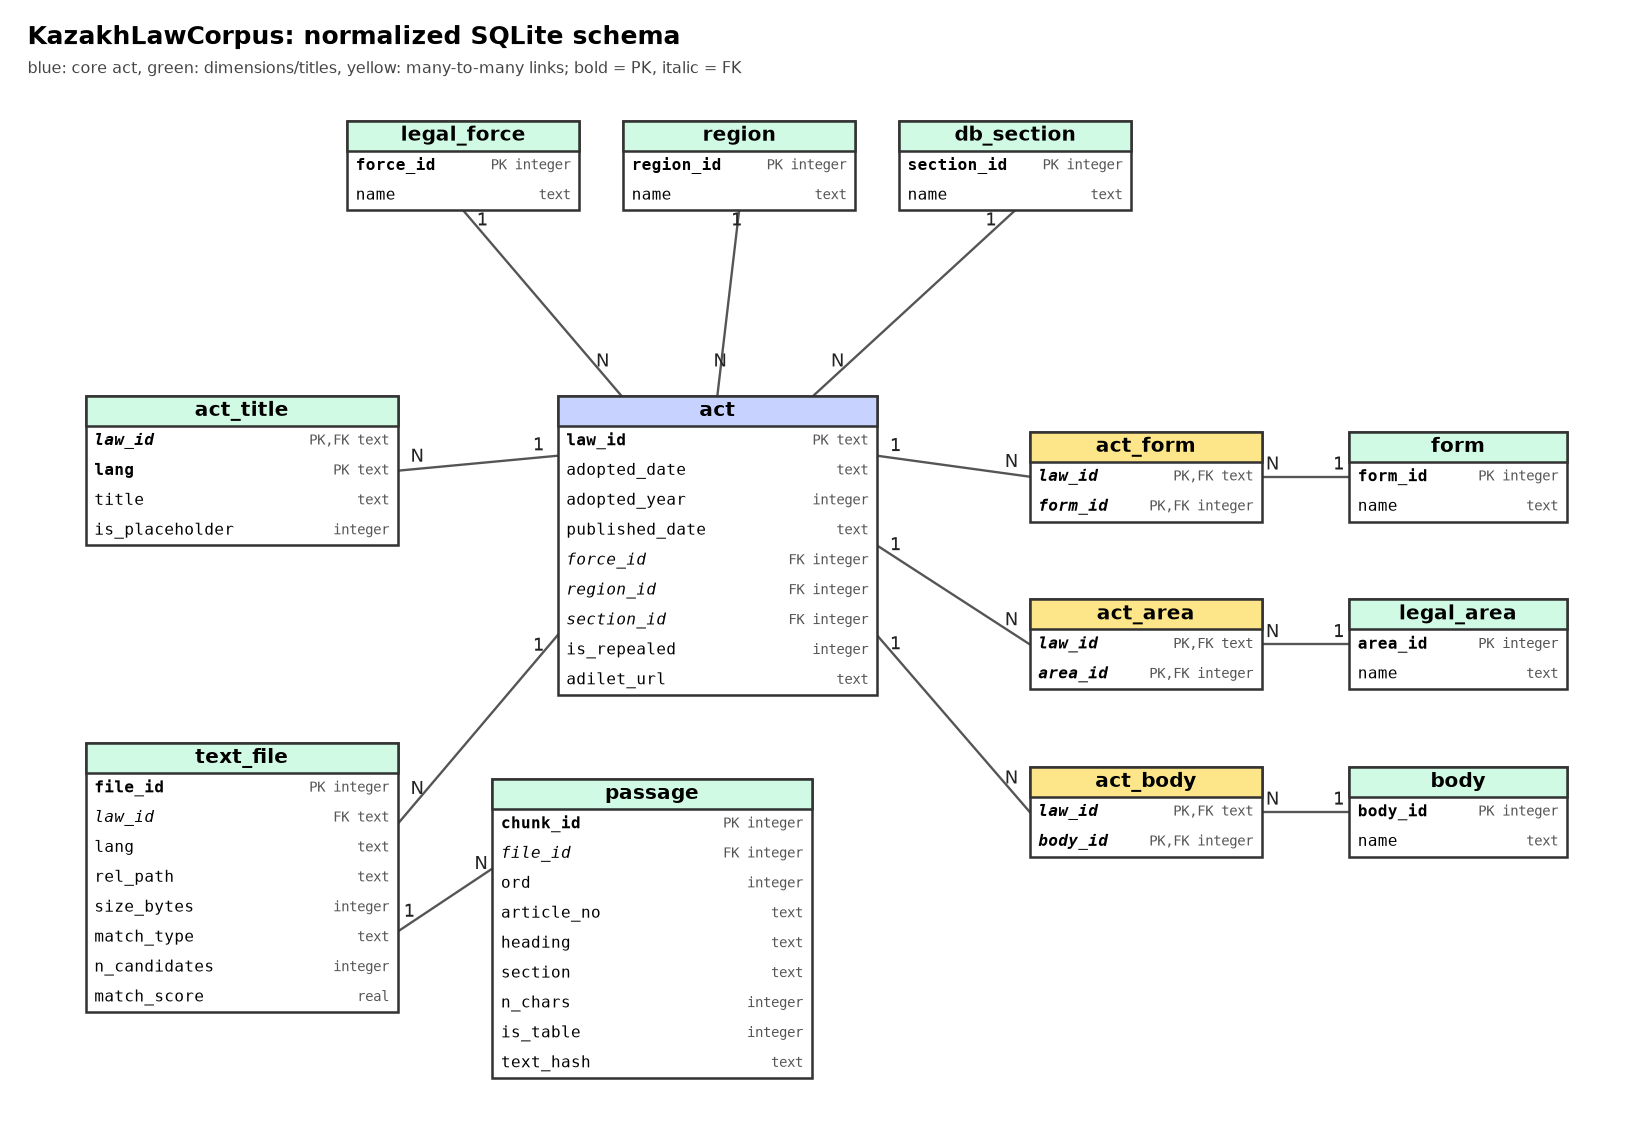 KazakhLawCorpus: normalized SQLite schema
blue: core act, green: dimensions/titles, yellow: many-to-many links; bold = PK, italic = FK
legal_force
force_id PK integer
name text
region
region_id PK integer
name text
db_section
section_id PK integer
name text
1
1
1
N
N
N
act_title
law_id PK,FK text
lang PK text
title text
is_placeholder integer
N
1
act
law_id PK text
adopted_date text
adopted_year integer
published_date text
force_id FK integer
region_id FK integer
section_id FK integer
is_repealed integer
adilet_url text
1
N
act_form
law_id PK,FK text
form_id PK,FK integer
N
1
form
form_id PK integer
name text
1
N
act_area
law_id PK,FK text
area_id PK,FK integer
N
1
legal_area
area_id PK integer
name text
1
N
act_body
law_id PK,FK text
body_id PK,FK integer
N
1
body
body_id PK integer
name text
1
N
text_file
file_id PK integer
law_id FK text
lang text
rel_path text
size_bytes integer
match_type text
n_candidates integer
match_score real
1
N
passage
chunk_id PK integer
file_id FK integer
ord integer
article_no text
heading text
section text
n_chars integer
is_table integer
text_hash text